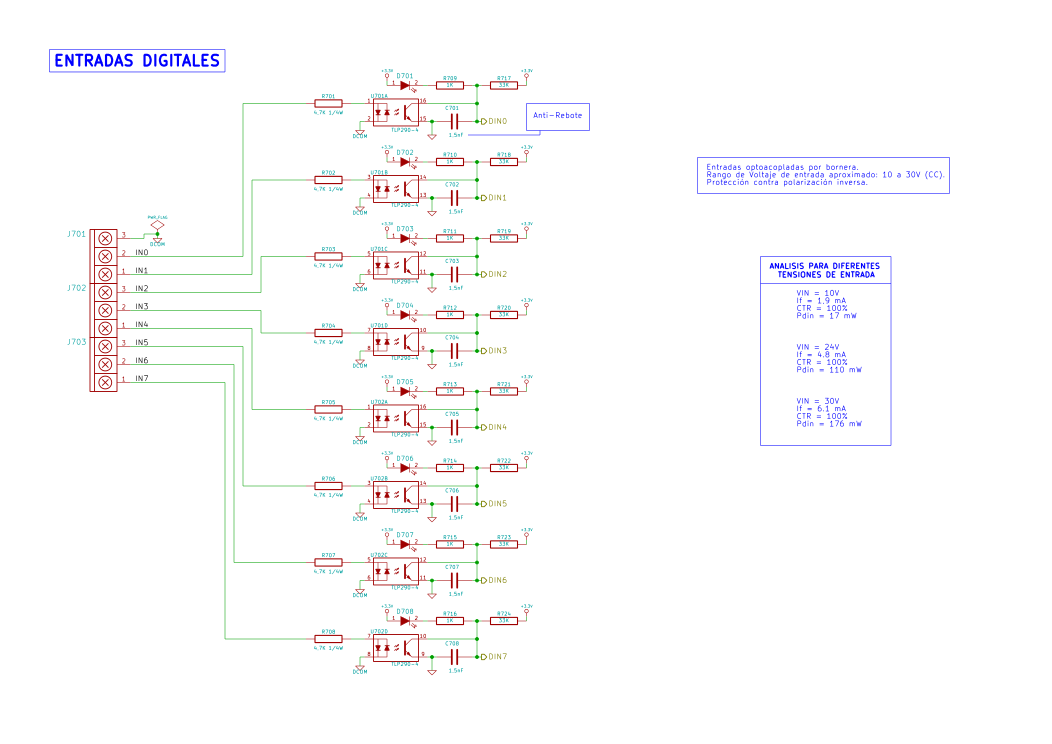 ENTRADAS DIGITALES
Anti-Rebote
Entradas optoacopladas por bornera.
Rango de Voltaje de entrada aproximado: 10 a 30V (CC).
Protección contra polarización inversa.
ANALISIS PARA DIFERENTES
TENSIONES DE ENTRADA
VIN = 10V
If = 1.9 mA
CTR = 100%
Pdin = 17 mW
VIN = 24V
If = 4.8 mA
CTR = 100%
Pdin = 110 mW
VIN = 30V
If = 6.1 mA
CTR = 100%
Pdin = 176 mW
PWR_FLAG
DCOM
J701
3
2 IN0
1 IN1
J702
3 IN2
2 IN3
1 IN4
J703
3 IN5
2 IN6
1 IN7
+3.3V D701 R709 R717 +3.3V
1 2 1K 33K
R701 U701A C701
4.7K 1/4W 1 16
2 15 DIN0
DCOM TLP290-4 1.5nF
+3.3V D702 R710 R718 +3.3V
1 2 1K 33K
R702 U701B C702
4.7K 1/4W 3 14
4 13 DIN1
DCOM TLP290-4 1.5nF
+3.3V D703 R711 R719 +3.3V
1 2 1K 33K
R703 U701C C703
4.7K 1/4W 5 12
6 11 DIN2
DCOM TLP290-4 1.5nF
+3.3V D704 R712 R720 +3.3V
1 2 1K 33K
R704 U701D C704
4.7K 1/4W 7 10
8 9 DIN3
DCOM TLP290-4 1.5nF
+3.3V D705 R713 R721 +3.3V
1 2 1K 33K
R705 U702A C705
4.7K 1/4W 1 16
2 15 DIN4
DCOM TLP290-4 1.5nF
+3.3V D706 R714 R722 +3.3V
1 2 1K 33K
R706 U702B C706
4.7K 1/4W 3 14
4 13 DIN5
DCOM TLP290-4 1.5nF
+3.3V D707 R715 R723 +3.3V
1 2 1K 33K
R707 U702C C707
4.7K 1/4W 5 12
6 11 DIN6
DCOM TLP290-4 1.5nF
+3.3V D708 R716 R724 +3.3V
1 2 1K 33K
R708 U702D C708
4.7K 1/4W 7 10
8 9 DIN7
DCOM TLP290-4 1.5nF